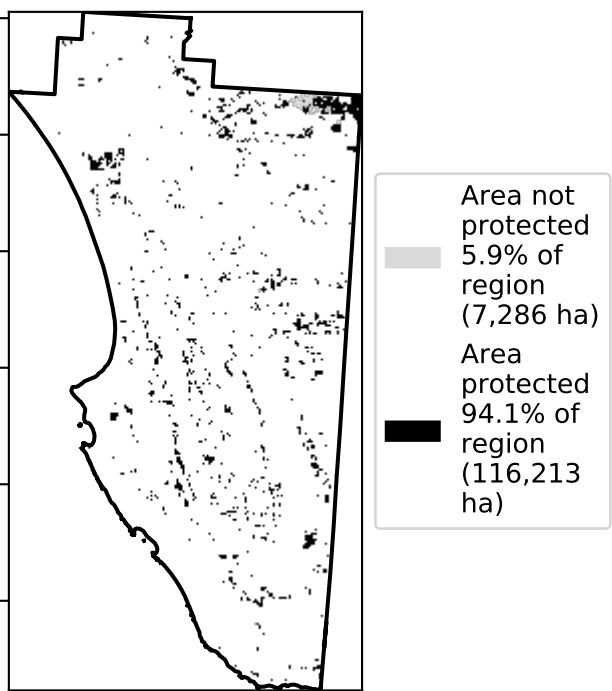 Area not
protected
5.9% of
region
(7,286 ha)
Area
protected
94.1% of
region
(116,213
ha)